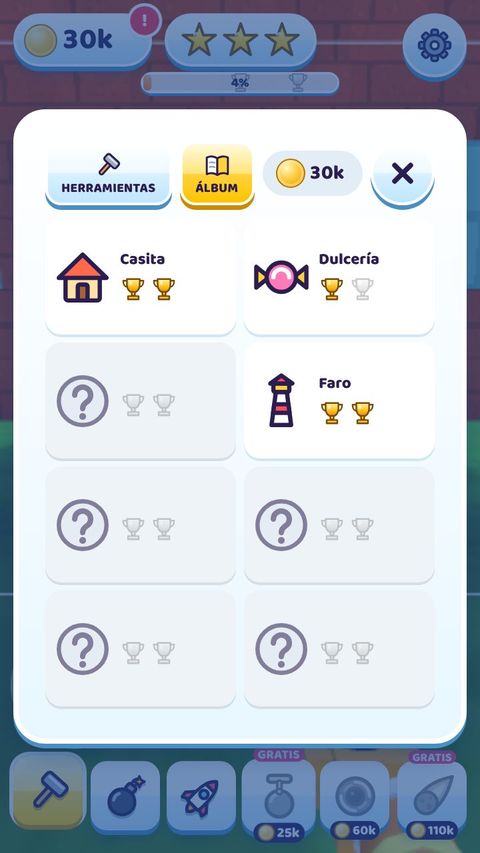 30k
!
4%
HERRAMIENTAS
ÁLBUM
30k
Casita
Dulcería
Faro
GRATIS
GRATIS
25k
60k
110k